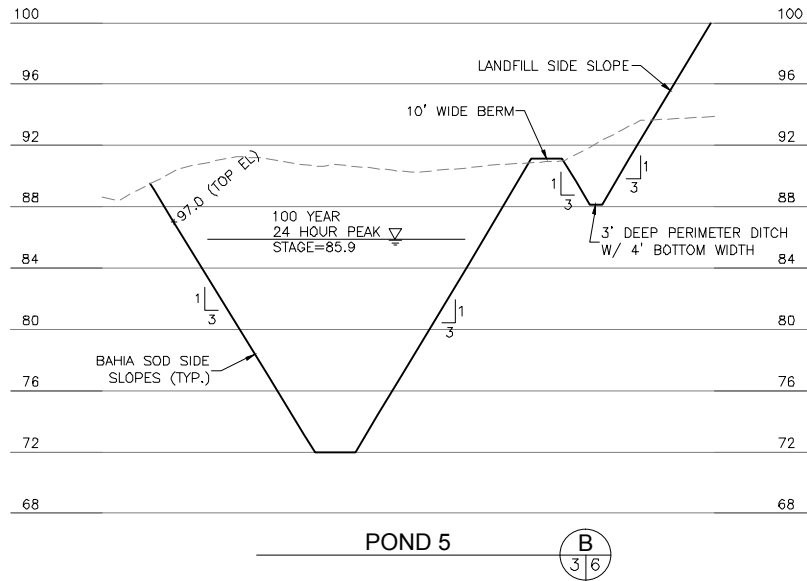 100
100
96
LANDFILL SIDE SLOPE
96
10' WIDE BERM
92
92
1
3
1
3
+97.0 (TOP EL)
88
88
100 YEAR
24 HOUR PEAK
STAGE=85.9
3' DEEP PERIMETER DITCH
W/ 4' BOTTOM WIDTH
84
84
1
3
1
3
80
80
BAHIA SOD SIDE
SLOPES (TYP.)
76
76
72
72
68
68
POND 5
B
3 6